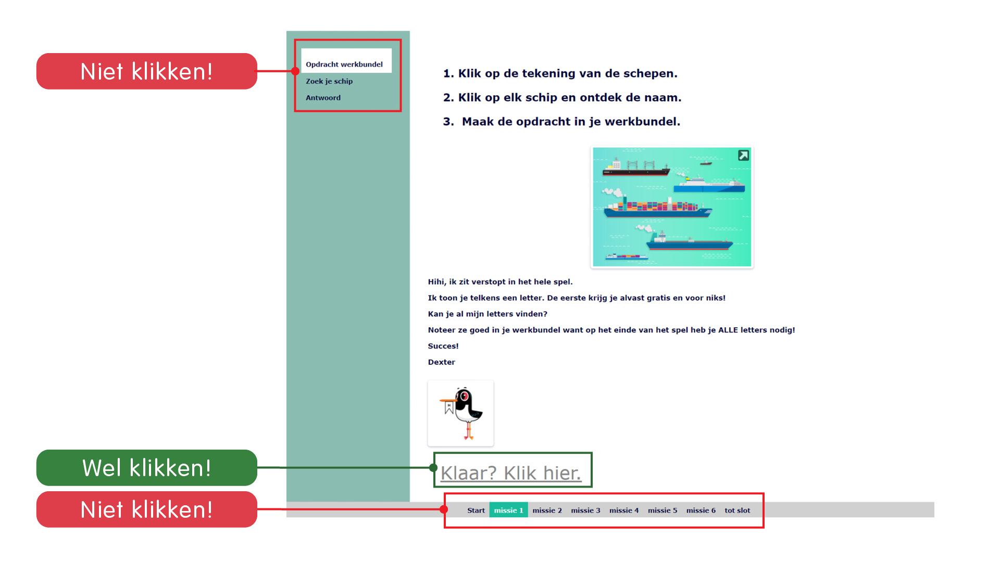 Niet klikken!
Opdracht werkbundel
Zoek je schip
Antwoord
1. Klik op de tekening van de schepen.
2. Klik op elk schip en ontdek de naam.
3. Maak de opdracht in je werkbundel.
Hihi, ik zit verstopt in het hele spel.
Ik toon je telkens een letter. De eerste krijg je alvast gratis en voor niks!
Kan je al mijn letters vinden?
Noteer ze goed in je werkbundel want op het einde van het spel heb je ALLE letters nodig!
Succes!
Dexter
H
Wel klikken!
Klaar? Klik hier.
Niet klikken!
Start missie 1 missie 2 missie 3 missie 4 missie 5 missie 6 tot slot